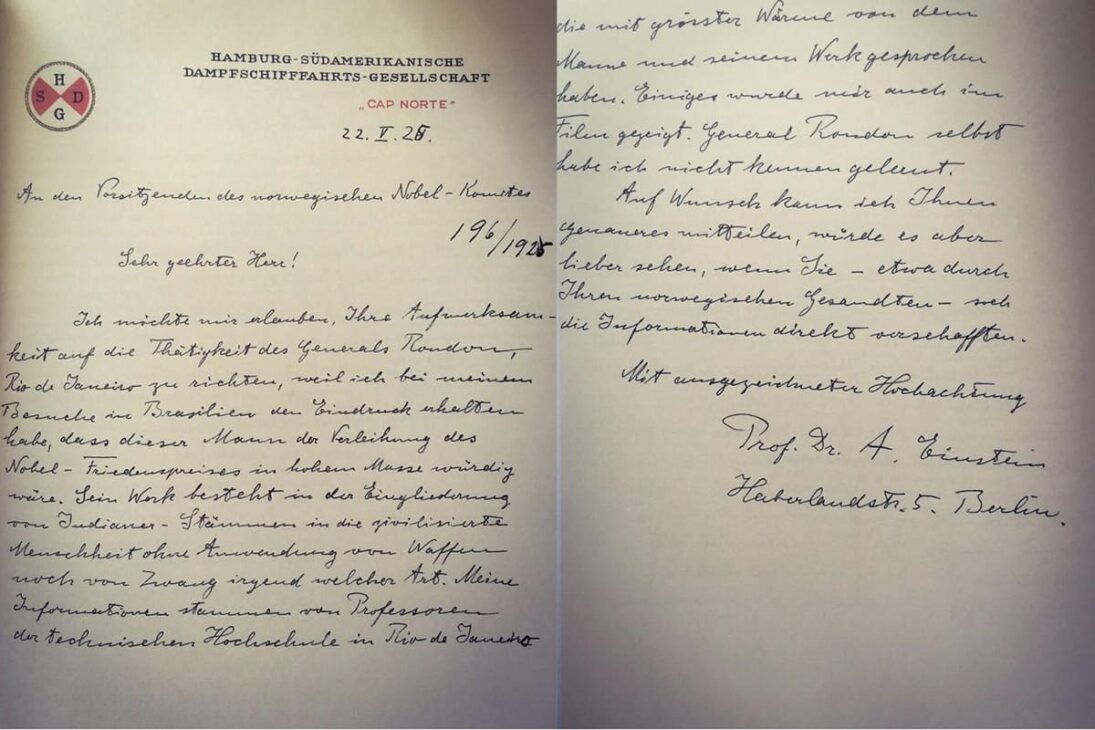 H
S D
G
HAMBURG-SÜDAMERIKANISCHE
DAMPFSCHIFFFAHRTS-GESELLSCHAFT
„CAP NORTE"
22. V. 25.
An den Vorsitzenden des norwegischen Nobel-Komites
196/1925
Sehr geehrter Herr!
Ich möchte mir erlauben, Ihre Aufmerksam-
keit auf die Thätigkeit des Generals Rondon,
Rio de Janeiro zu richten, weil ich bei meinem
Besuche in Brasilien den Eindruck erhalten
habe, dass dieser Mann der Verleihung des
Nobel-Friedenspreises in hohem Masse würdig
wäre. Sein Werk besteht in der Eingliederung
von Indianer-Stämmen in die zivilisierte
Menschheit ohne Anwendung von Waffen
noch von Zwang irgend welcher Art. Meine
Informationen stammen von Professoren
der technischen Hochschule in Rio de Janeiro
die mit grösster Wärme von dem
Manne und seinem Werk gesprochen
haben. Einiges wurde mir auch im
Film gezeigt. General Rondon selbst
habe ich nicht kennen gelernt.
Auf Wunsch kann ich Ihnen
genaueres mitteilen, würde es aber
lieber sehen, wenn Sie – etwa durch
Ihren norwegischen Gesandten – sich
die Informationen direkt verschafften.
Mit ausgezeichneter Hochachtung
Prof. Dr. A. Einstein
Haberlandstr. 5. Berlin.